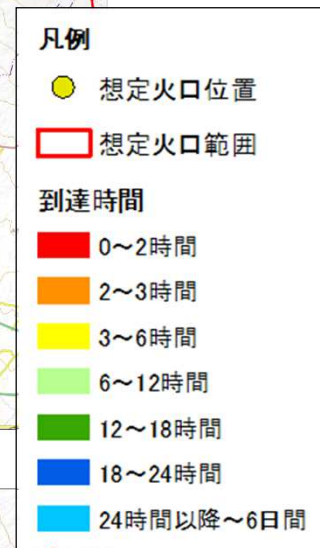 凡例
想定火口位置
想定火口範囲
到達時間
0～2時間
2～3時間
3～6時間
6～12時間
12～18時間
18～24時間
24時間以降～6日間